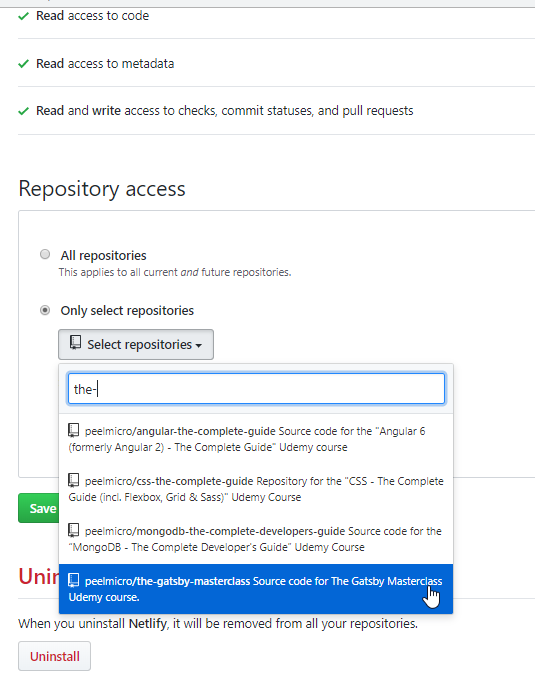 Read access to code
Read access to metadata
Read and write access to checks, commit statuses, and pull requests
Repository access
All repositories
This applies to all current and future repositories.
Only select repositories
Select repositories
the-
peelmicro/angular-the-complete-guide Source code for the "Angular 6
(formerly Angular 2) - The Complete Guide" Udemy course
peelmicro/css-the-complete-guide Repository for the "CSS - The Complete
Guide (incl. Flexbox, Grid & Sass)" Udemy Course
peelmicro/mongodb-the-complete-developers-guide Source code for the
"MongoDB - The Complete Developer's Guide" Udemy Course
Save
peelmicro/the-gatsby-masterclass Source code for The Gatsby Masterclass
Udemy course.
When you uninstall Netlify, it will be removed from all your repositories.
Uninstall